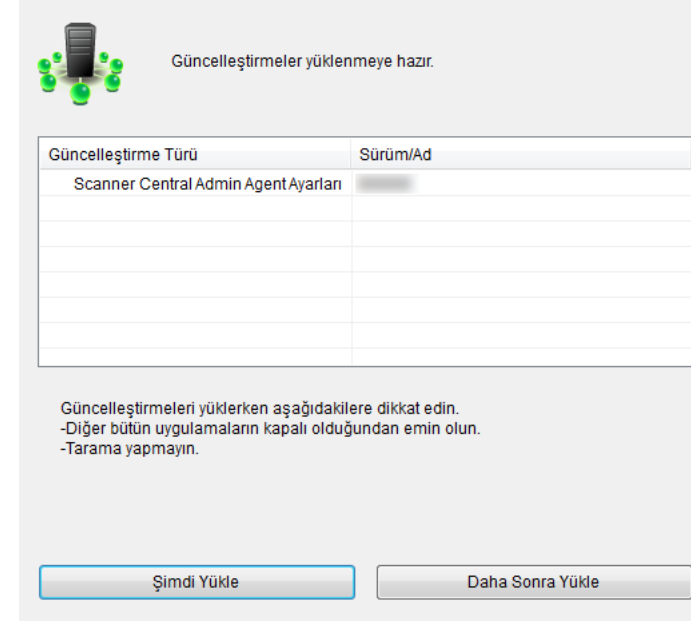 Güncelleştirmeler yüklenmeye hazır.
Güncelleştirme Türü Sürüm/Ad
Scanner Central Admin Agent Ayarları
Güncelleştirmeleri yüklerken aşağıdakilere dikkat edin.
-Diğer bütün uygulamaların kapalı olduğundan emin olun.
-Tarama yapmayın.
Şimdi Yükle Daha Sonra Yükle